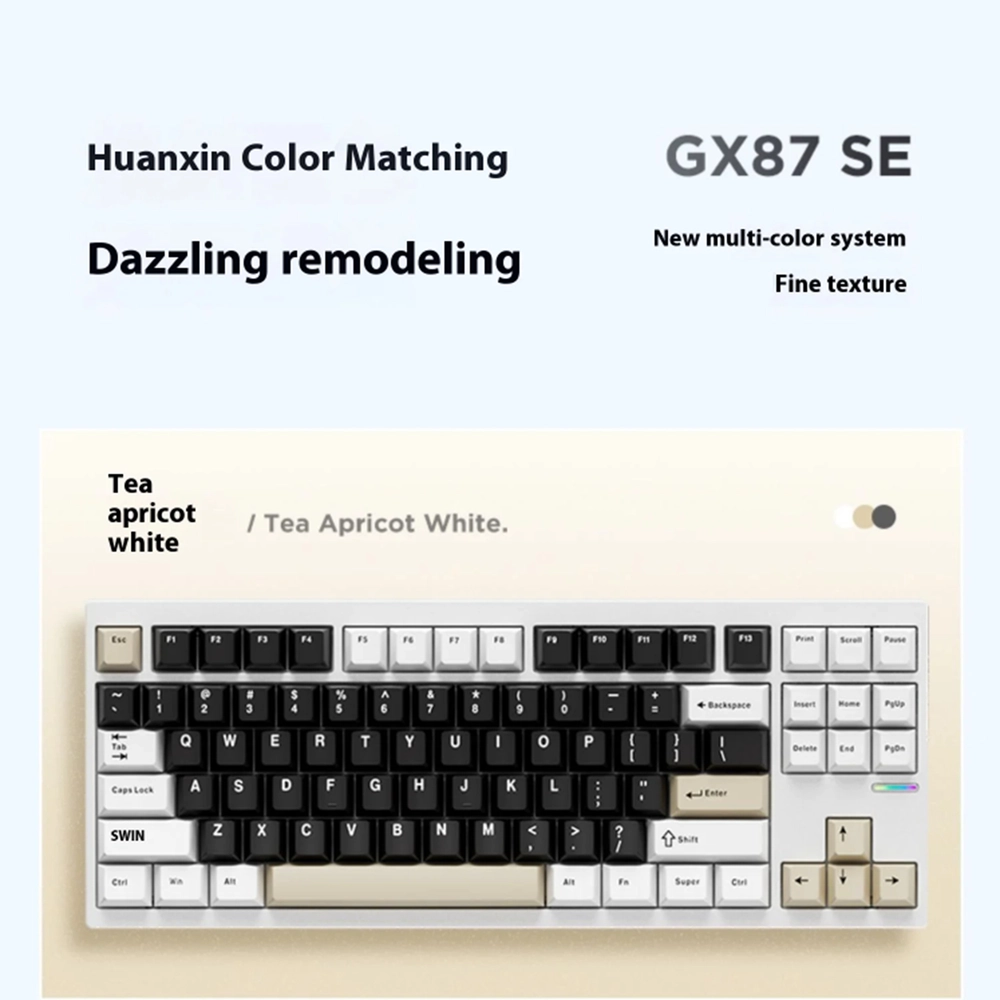 Huanxin Color Matching
GX87 SE
Dazzling remodeling
New multi-color system
Fine texture
Tea
apricot
white
/ Tea Apricot White.
Esc F1 F2 F3 F4 F5 F6 F7 F8 F9 F10 F11 F12 F13 Print Scroll Pause
~ ! @ # $ % ^ & * ( ) — +
` 1 2 3 4 5 6 7 8 9 0 - = ← Backspace Insert Home PgUp
Tab Q W E R T Y U I O P { } |
[ ] \ Delete End PgDn
Caps Lock A S D F G H J K L : "
; ' Enter
SWIN Z X C V B N M < > ?
, . / Shift ↑
Ctrl Win Alt Alt Fn Super Ctrl ← ↓ →